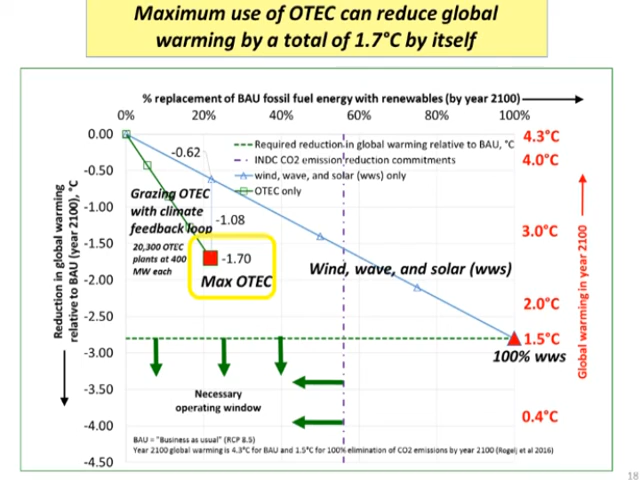 Maximum use of OTEC can reduce global
warming by a total of 1.7°C by itself
% replacement of BAU fossil fuel energy with renewables (by year 2100)
0% 20% 40% 60% 80% 100%
0.00
-0.50
-1.00
-1.50
-2.00
-2.50
-3.00
-3.50
-4.00
-4.50
Reduction in global warming
relative to BAU (year 2100), °C
Required reduction in global warming relative to BAU, °C
INDC CO2 emission reduction commitments
wind, wave, and solar (wws) only
OTEC only
-0.62
-1.08
-1.70
Grazing OTEC
with climate
feedback loop
20,300 OTEC
plants at 400
MW each
Max OTEC
Wind, wave, and solar (wws)
100% wws
Necessary
operating window
BAU = "Business as usual" (RCP 8.5)
Year 2100 global warming is 4.3°C for BAU and 1.5°C for 100% elimination of CO2 emissions by year 2100 (Rogelj et al 2016)
4.3°C
4.0°C
3.0°C
2.0°C
1.5°C
0.4°C
Global warming in year 2100
18